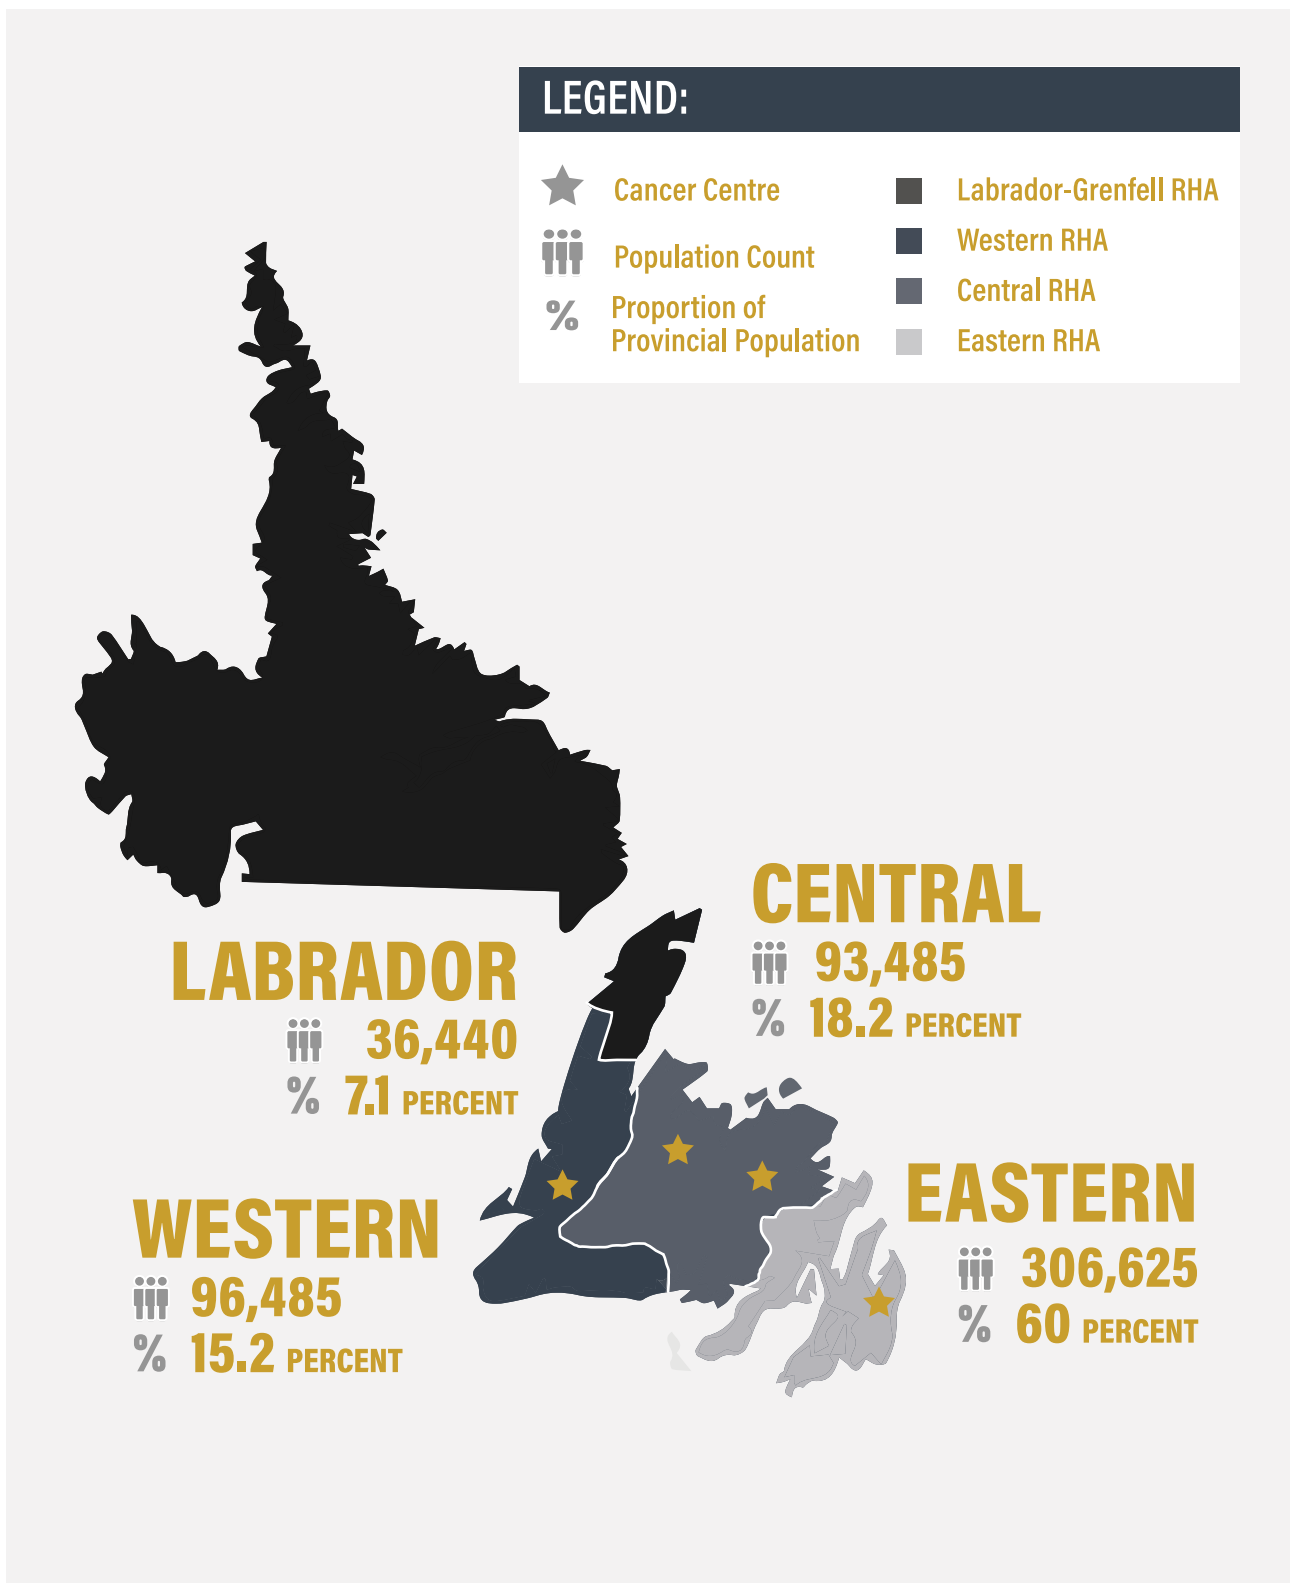 LEGEND:
Cancer Centre
Population Count
%
Proportion of
Provincial Population
Labrador-Grenfell RHA
Western RHA
Central RHA
Eastern RHA
CENTRAL
93,485
% 18.2 PERCENT
LABRADOR
36,440
% 7.1 PERCENT
EASTERN
306,625
% 60 PERCENT
WESTERN
96,485
% 15.2 PERCENT